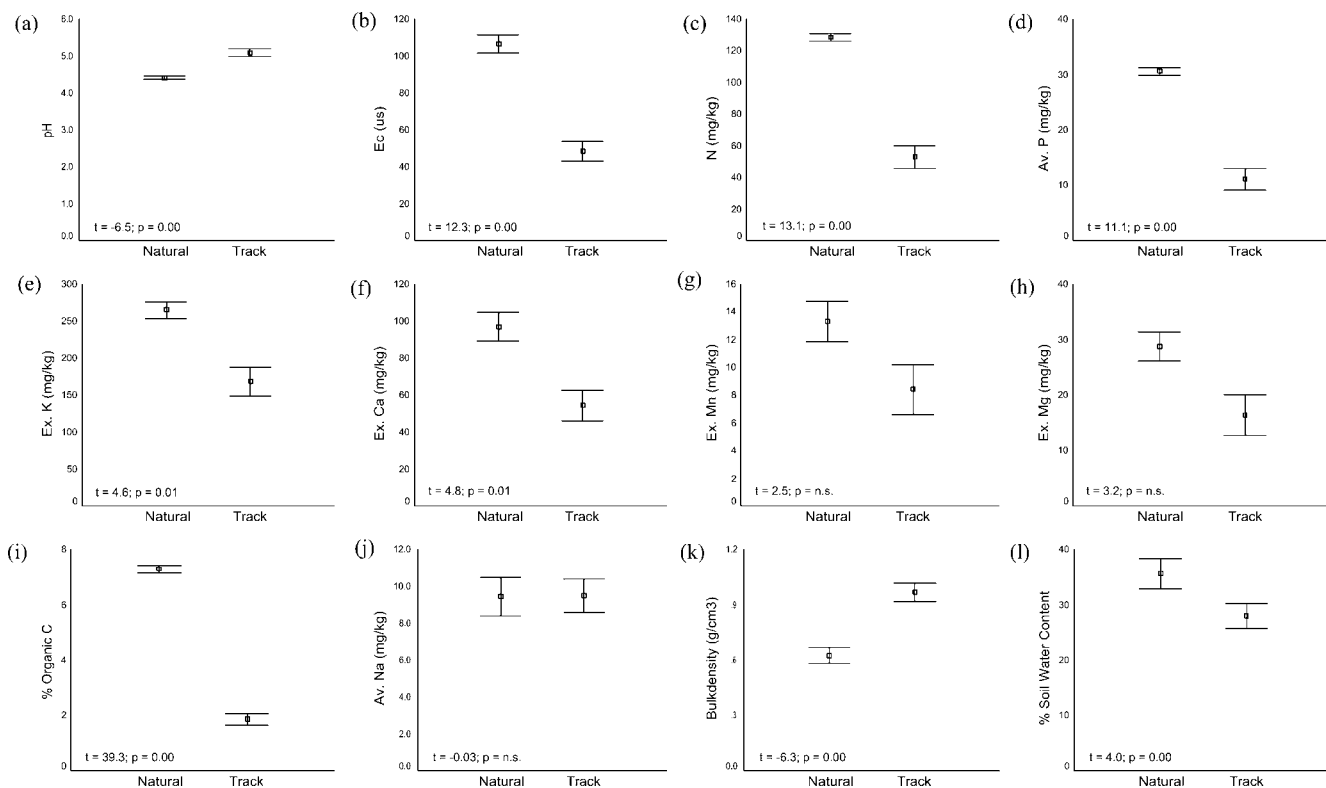 (a)
6.0
5.0
4.0
3.0
2.0
1.0
0.0
pH
t = -6.5; p = 0.00
Natural Track
(b)
120
100
80
60
40
20
0
Ec (us)
t = 12.3; p = 0.00
Natural Track
(c)
140
120
100
80
60
40
20
0
N (mg/kg)
t = 13.1; p = 0.00
Natural Track
(d)
40
30
20
10
0
Av. P (mg/kg)
t = 11.1; p = 0.00
Natural Track
(e)
300
250
200
150
100
50
0
Ex. K (mg/kg)
t = 4.6; p = 0.01
Natural Track
(f)
120
100
80
60
40
20
0
Ex. Ca (mg/kg)
t = 4.8; p = 0.01
Natural Track
(g)
16
14
12
10
8
6
4
2
0
Ex. Mn (mg/kg)
t = 2.5; p = n.s.
Natural Track
(h)
40
30
20
10
0
Ex. Mg (mg/kg)
t = 3.2; p = n.s.
Natural Track
(i)
8
6
4
2
0
% Organic C
t = 39.3; p = 0.00
Natural Track
(j)
12.0
10.0
8.0
6.0
4.0
2.0
0.0
Av. Na (mg/kg)
t = -0.03; p = n.s.
Natural Track
(k)
1.2
.9
.6
.3
0.0
Bulkdensity (g/cm3)
t = -6.3; p = 0.00
Natural Track
(l)
40
30
20
10
0
% Soil Water Content
t = 4.0; p = 0.00
Natural Track